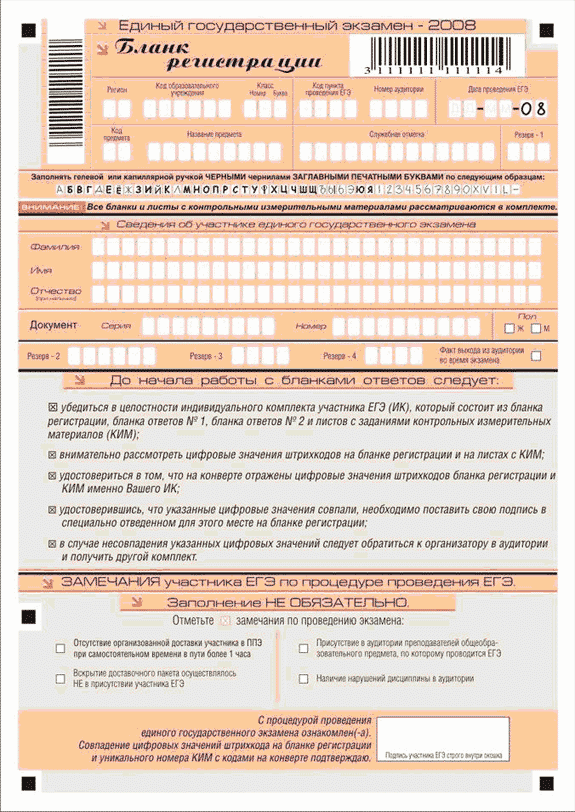 Единый государственный экзамен - 2008
Бланк
регистрации
3111111111114
Регион
Код образовательного учреждения
Класс
Номер Буква
Код пункта проведения ЕГЭ
Номер аудитории
Дата проведения ЕГЭ
-08
Код предмета
Название предмета
Служебная отметка
Резерв - 1
Заполнять гелевой или капиллярной ручкой ЧЕРНЫМИ чернилами ЗАГЛАВНЫМИ ПЕЧАТНЫМИ БУКВАМИ по следующим образцам:
АБВГДЕЁЖЗИЙКЛМНОПРСТУФХЦЧШЩЪЫЬЭЮЯ1234567890XVIL-
ВНИМАНИЕ! Все бланки и листы с контрольными измерительными материалами рассматриваются в комплекте.
Сведения об участнике единого государственного экзамена
Фамилия
Имя
Отчество
(при наличии)
Документ Серия Номер
Пол
Ж М
Резерв - 2 Резерв - 3 Резерв - 4
Факт выхода из аудитории
во время экзамена
До начала работы с бланками ответов следует:
убедиться в целостности индивидуального комплекта участника ЕГЭ (ИК), который состоит из бланка
регистрации, бланка ответов № 1, бланка ответов № 2 и листов с заданиями контрольных измерительных
материалов (КИМ);
внимательно рассмотреть цифровые значения штрихкодов на бланке регистрации и на листах с КИМ;
удостовериться в том, что на конверте отражены цифровые значения штрихкодов бланка регистрации и
КИМ именно Вашего ИК;
удостоверившись, что указанные цифровые значения совпали, необходимо поставить свою подпись в
специально отведенном для этого месте на бланке регистрации;
в случае несовпадения указанных цифровых значений следует обратиться к организатору в аудитории
и получить другой комплект.
ЗАМЕЧАНИЯ участника ЕГЭ по процедуре проведения ЕГЭ.
Заполнение НЕ ОБЯЗАТЕЛЬНО.
Отметьте замечания по проведению экзамена:
Отсутствие организованной доставки участника в ППЭ
при самостоятельном времени в пути более 1 часа
Присутствие в аудитории преподавателей общеобра-
зовательного предмета, по которому проводится ЕГЭ
Вскрытие доставочного пакета осуществлялось
НЕ в присутствии участника ЕГЭ
Наличие нарушений дисциплины в аудитории
С процедурой проведения
единого государственного экзамена ознакомлен(-а).
Совпадение цифровых значений штрихкода на бланке регистрации
и уникального номера КИМ с кодами на конверте подтверждаю.
Подпись участника ЕГЭ строго внутри окошка